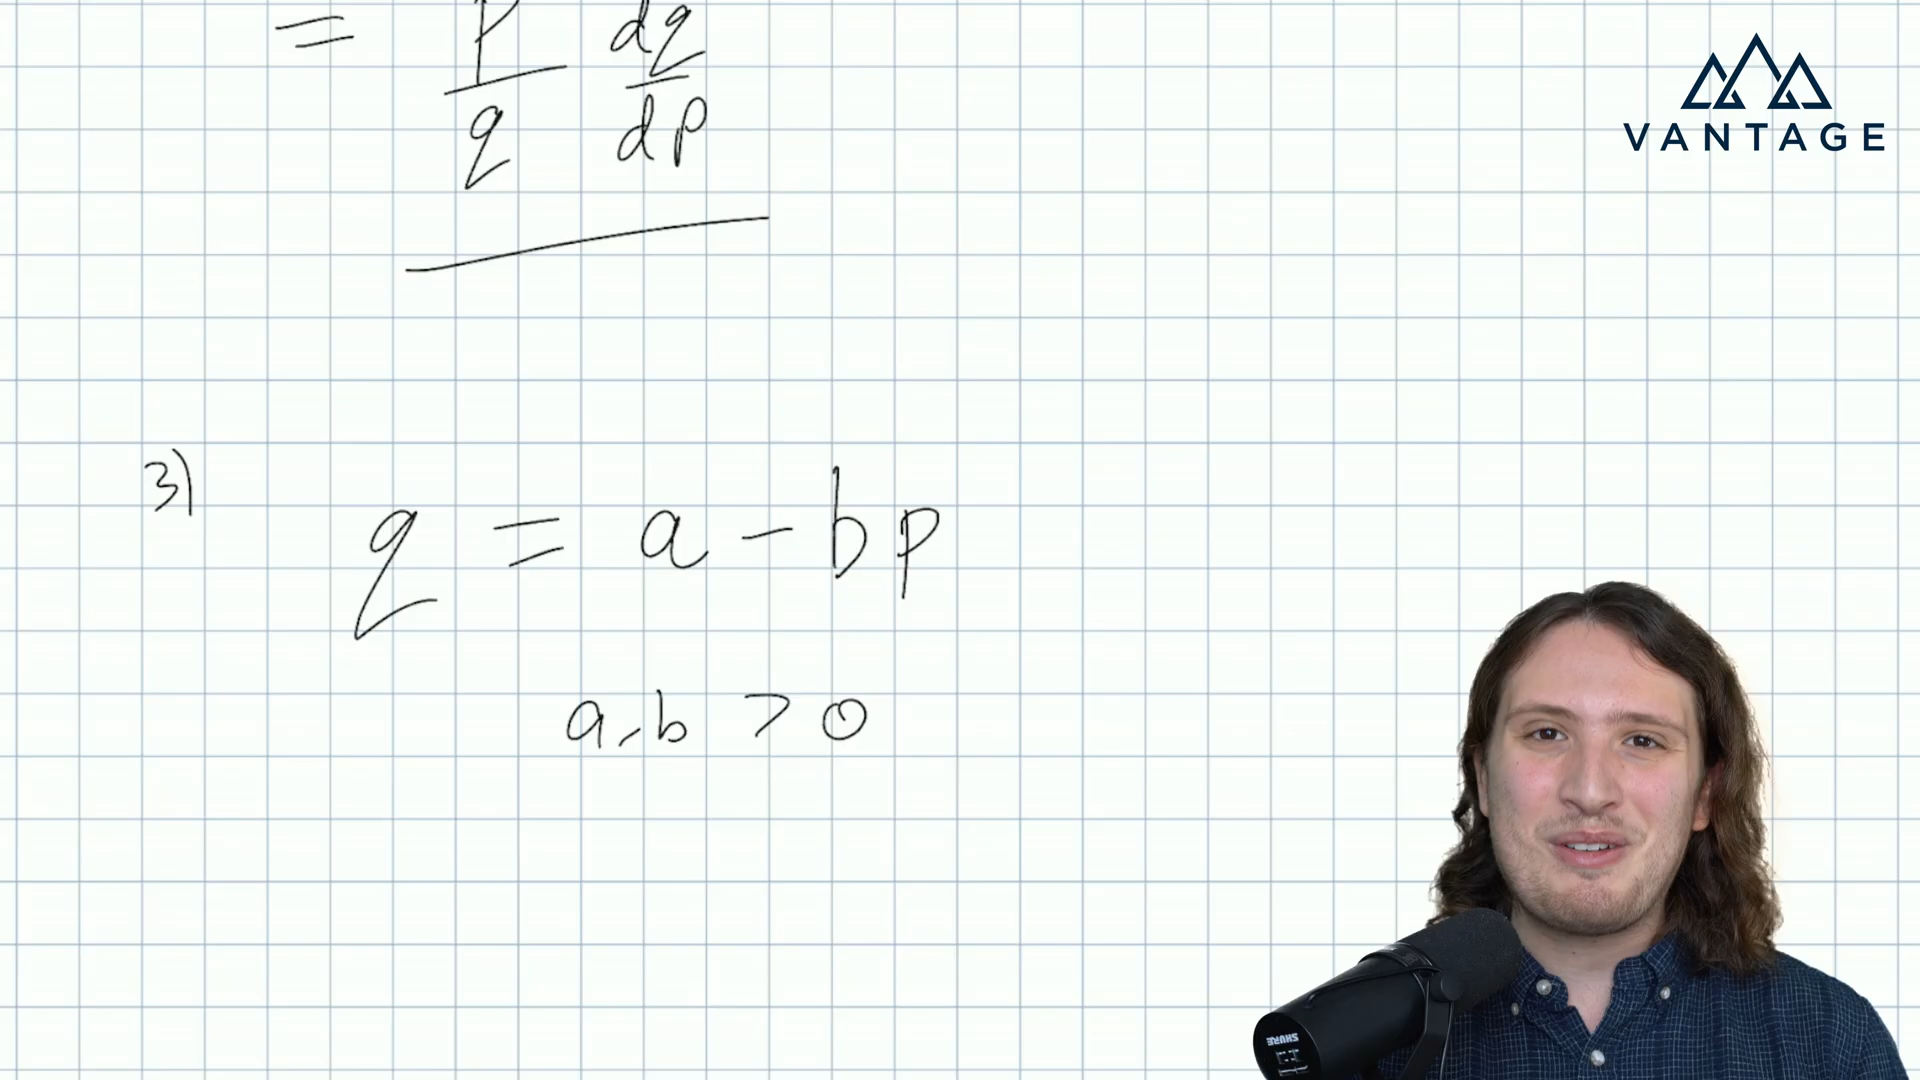 = p/q dq/dp
VANTAGE
3) q = a - bp
a, b > 0
SHURE